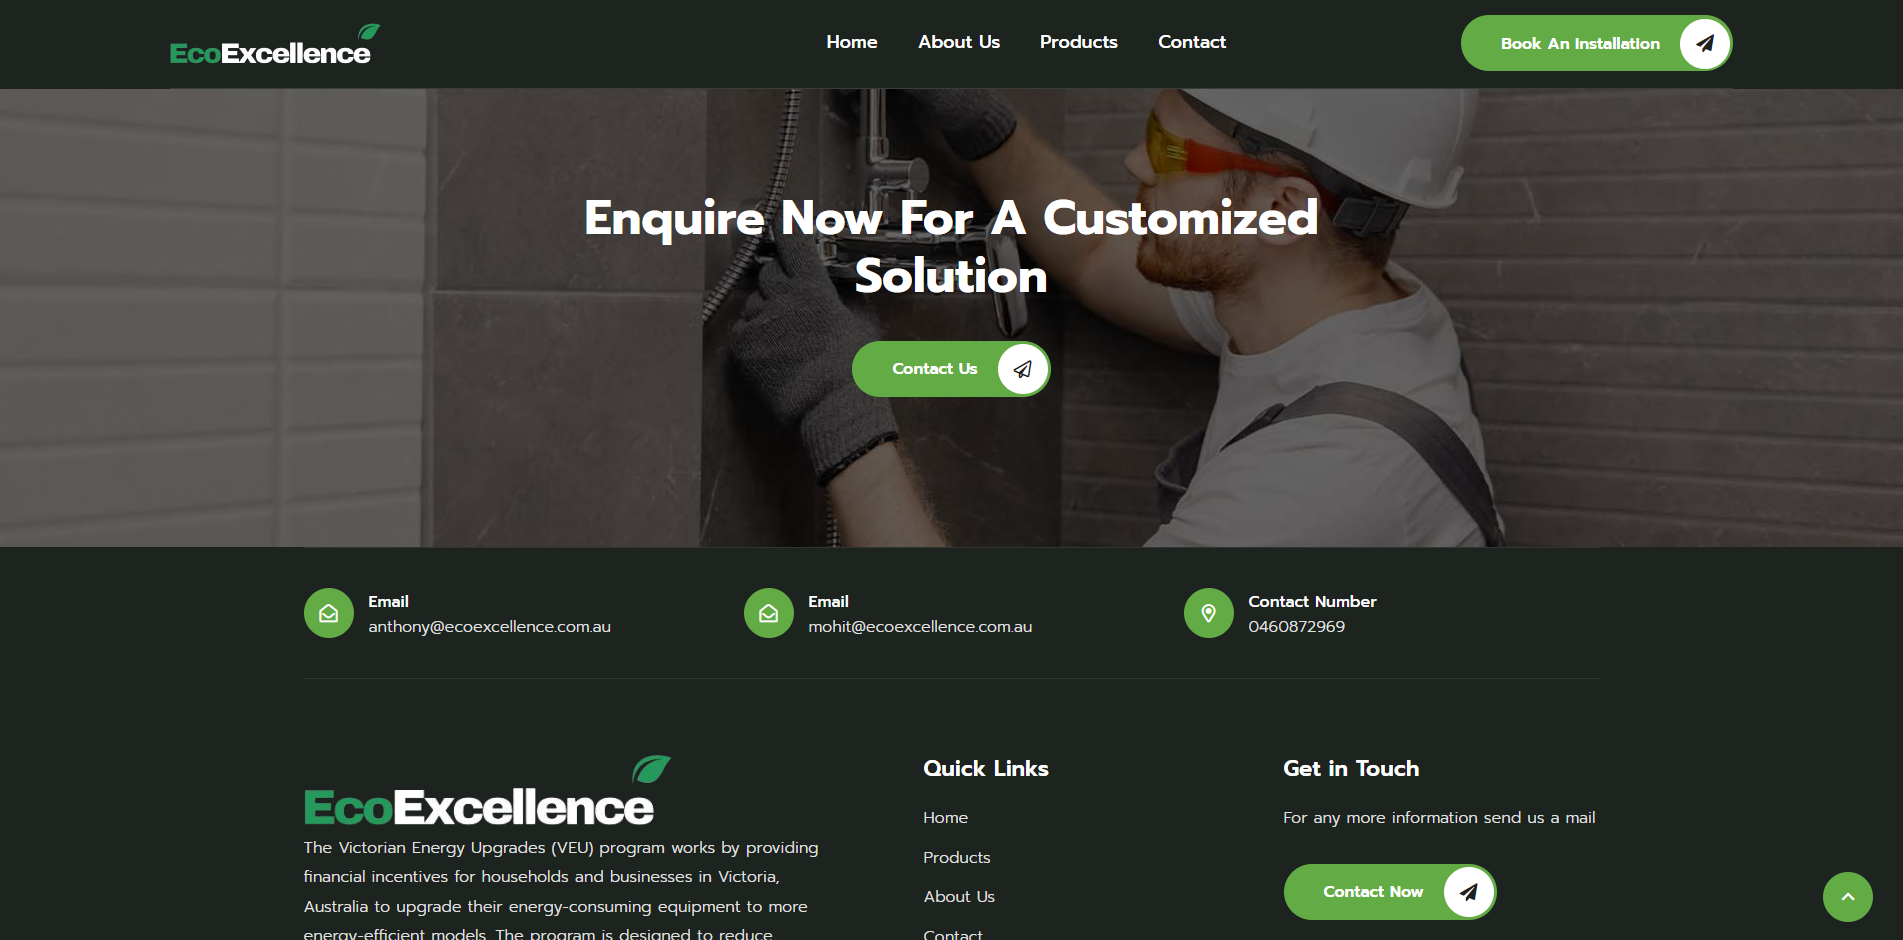 EcoExcellence
Home
About Us
Products
Contact
Book An Installation
Enquire Now For A Customized
Solution
Contact Us
Email
anthony@ecoexcellence.com.au
Email
mohit@ecoexcellence.com.au
Contact Number
0460872969
EcoExcellence
The Victorian Energy Upgrades (VEU) program works by providing
financial incentives for households and businesses in Victoria,
Australia to upgrade their energy-consuming equipment to more
energy-efficient models. The program is designed to reduce
Quick Links
Home
Products
About Us
Contact
Get in Touch
For any more information send us a mail
Contact Now